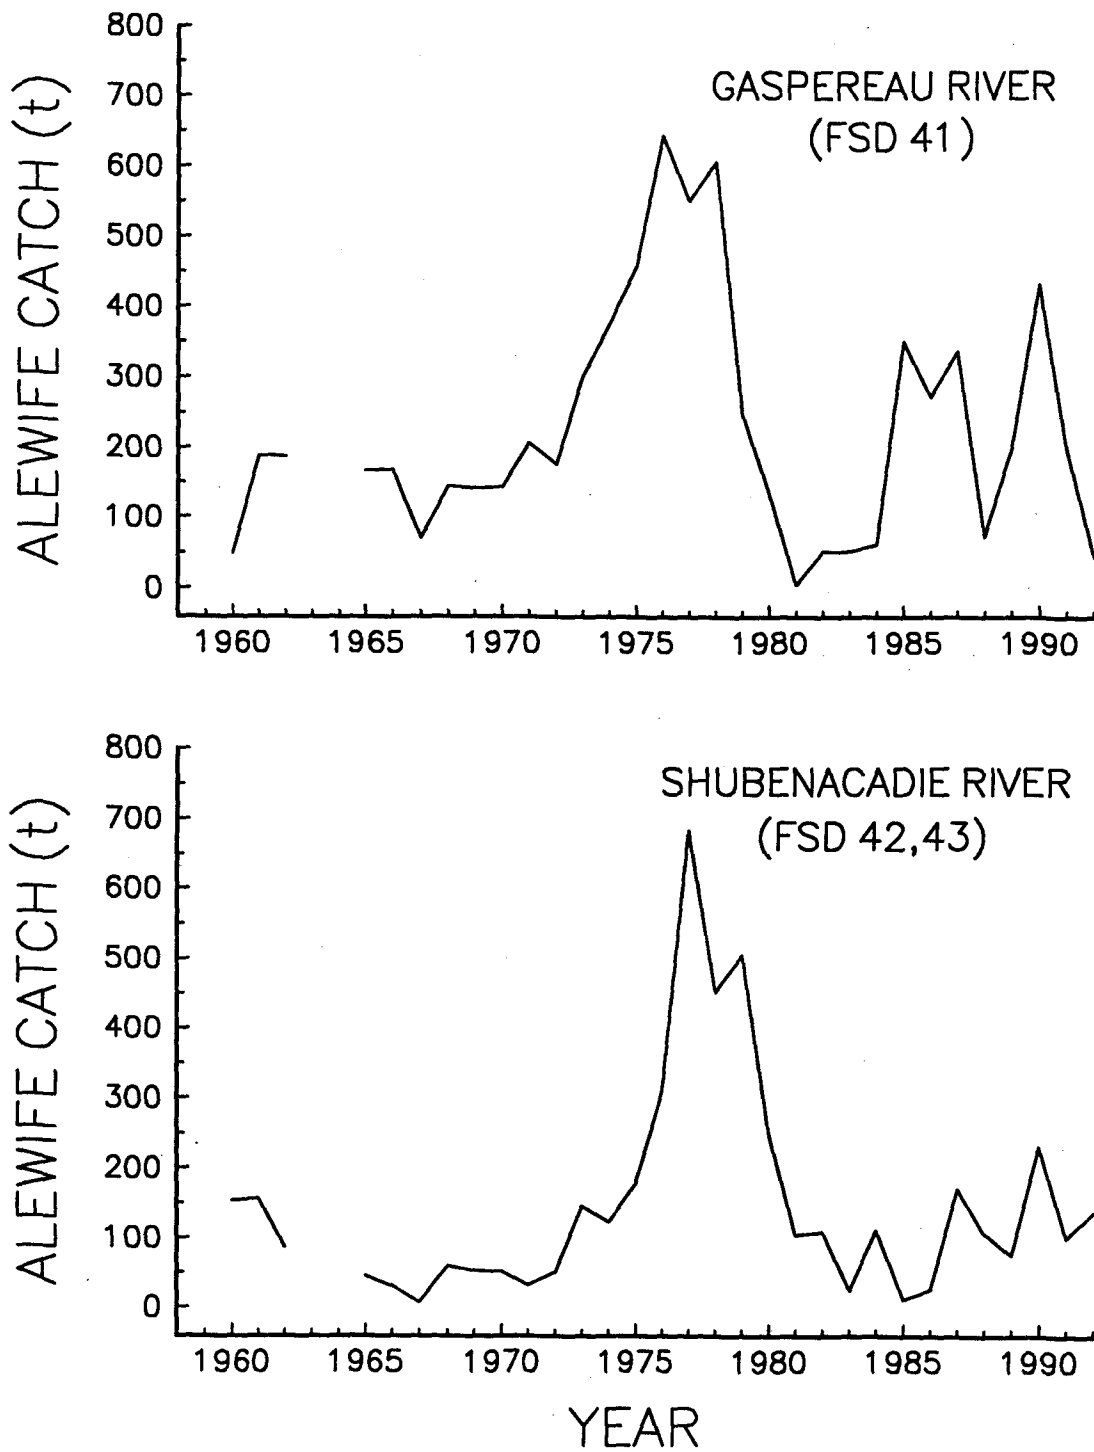 800
700
600
500
400
300
200
100
0
ALEWIFE CATCH (t)
GASPEREAU RIVER
(FSD 41)
1960 1965 1970 1975 1980 1985 1990
800
700
600
500
400
300
200
100
0
ALEWIFE CATCH (t)
SHUBENACADIE RIVER
(FSD 42,43)
1960 1965 1970 1975 1980 1985 1990
YEAR